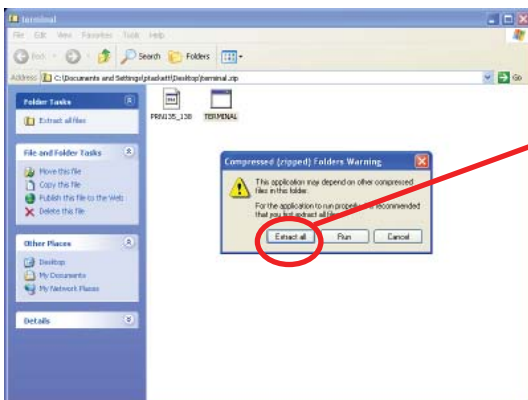 terminal
File Edit View Favorites Tools Help
Back Search Folders
Address C:\Documents and Settings\ptackett\Desktop\terminal.zip Go
Folder Tasks
Extract all files
File and Folder Tasks
Move this file
Copy this file
Publish this file to the Web
Delete this file
Other Places
Desktop
My Documents
My Network Places
Details
PRN135_138 TERMINAL
Compressed (zipped) Folders Warning
This application may depend on other compressed
files in this folder.
For the application to run properly, it is recommended
that you first extract all files.
Extract all Run Cancel